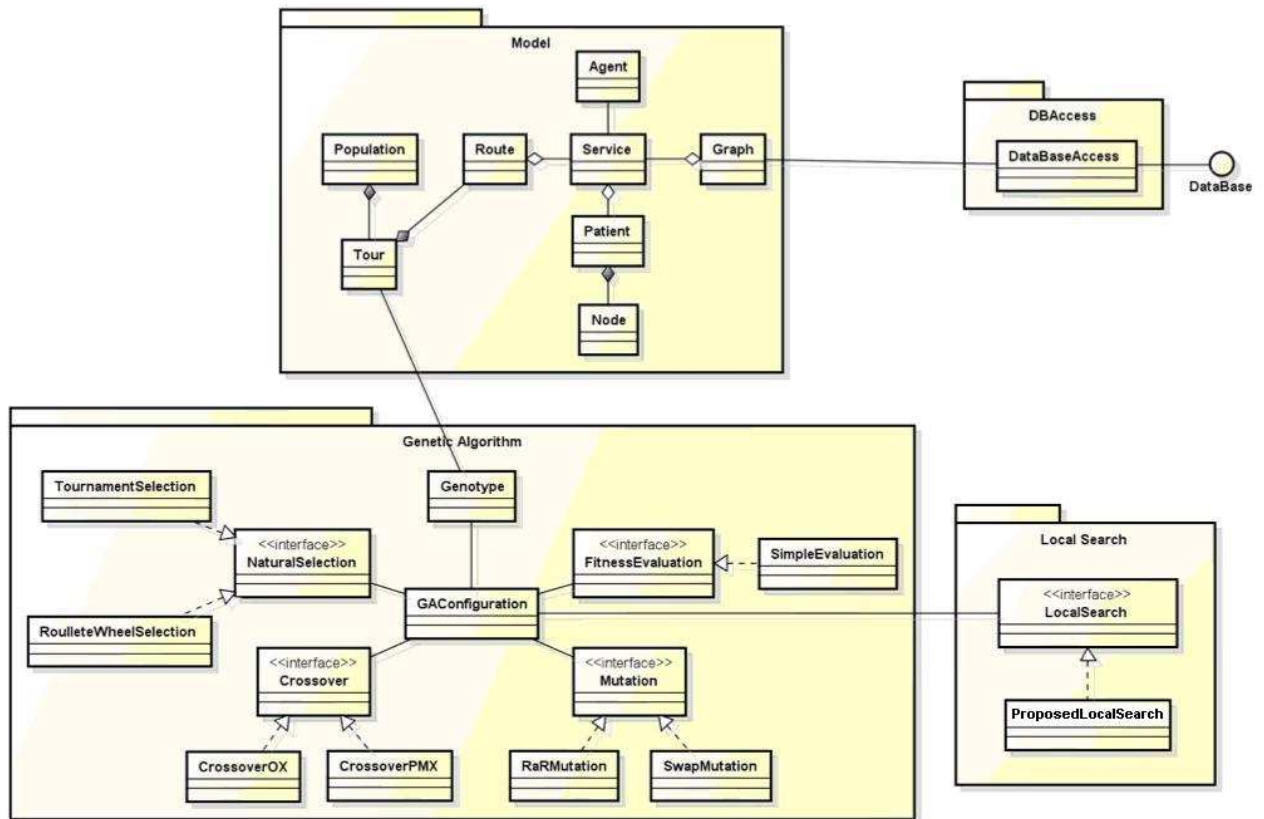 Model
Agent
DBAccess
Population
Route
Service
Graph
DataBaseAccess
DataBase
Tour
Patient
Node
Genetic Algorithm
TournamentSelection
Genotype
<<interface>>
NaturalSelection
<<interface>>
FitnessEvaluation
SimpleEvaluation
Local Search
GAConfiguration
<<interface>>
LocalSearch
RoulleteWheelSelection
<<interface>>
Crossover
<<interface>>
Mutation
ProposedLocalSearch
CrossoverOX
CrossoverPMX
RaRMutation
SwapMutation